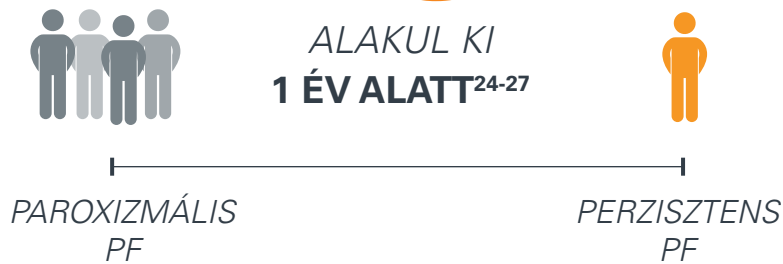 ALAKUL KI
1 ÉV ALATT24-27
PAROXIZMÁLIS
PF
PERZISZTENS
PF